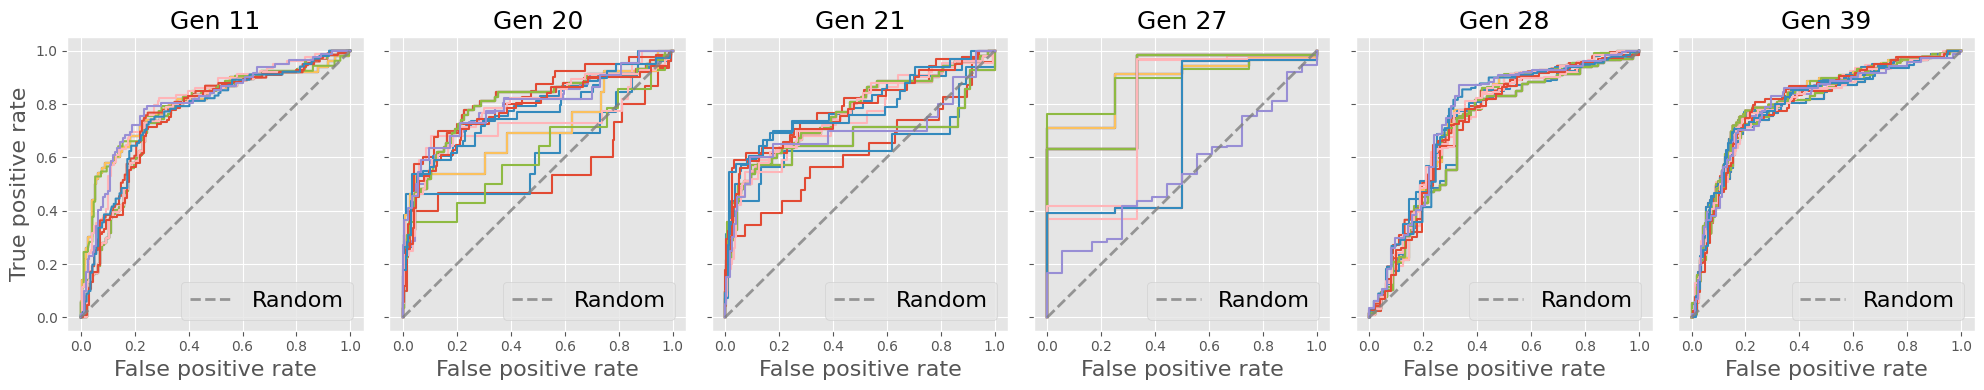 Gen 11 Gen 20 Gen 21 Gen 27 Gen 28 Gen 39
True positive rate
1.0
0.8
0.6
0.4
0.2
0.0
Random Random Random Random Random Random
0.0 0.2 0.4 0.6 0.8 1.0 0.0 0.2 0.4 0.6 0.8 1.0 0.0 0.2 0.4 0.6 0.8 1.0 0.0 0.2 0.4 0.6 0.8 1.0 0.0 0.2 0.4 0.6 0.8 1.0 0.0 0.2 0.4 0.6 0.8 1.0
False positive rate False positive rate False positive rate False positive rate False positive rate False positive rate